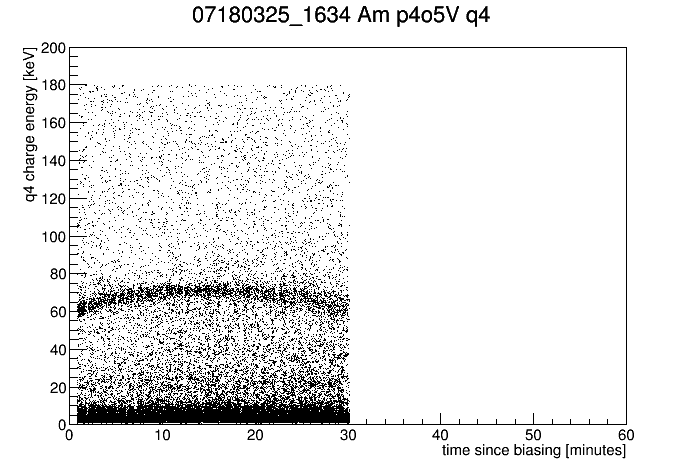 07180325_1634 Am p4o5V q4
q4 charge energy [keV]
200
180
160
140
120
100
80
60
40
20
0
0 10 20 30 40 50 60
time since biasing [minutes]